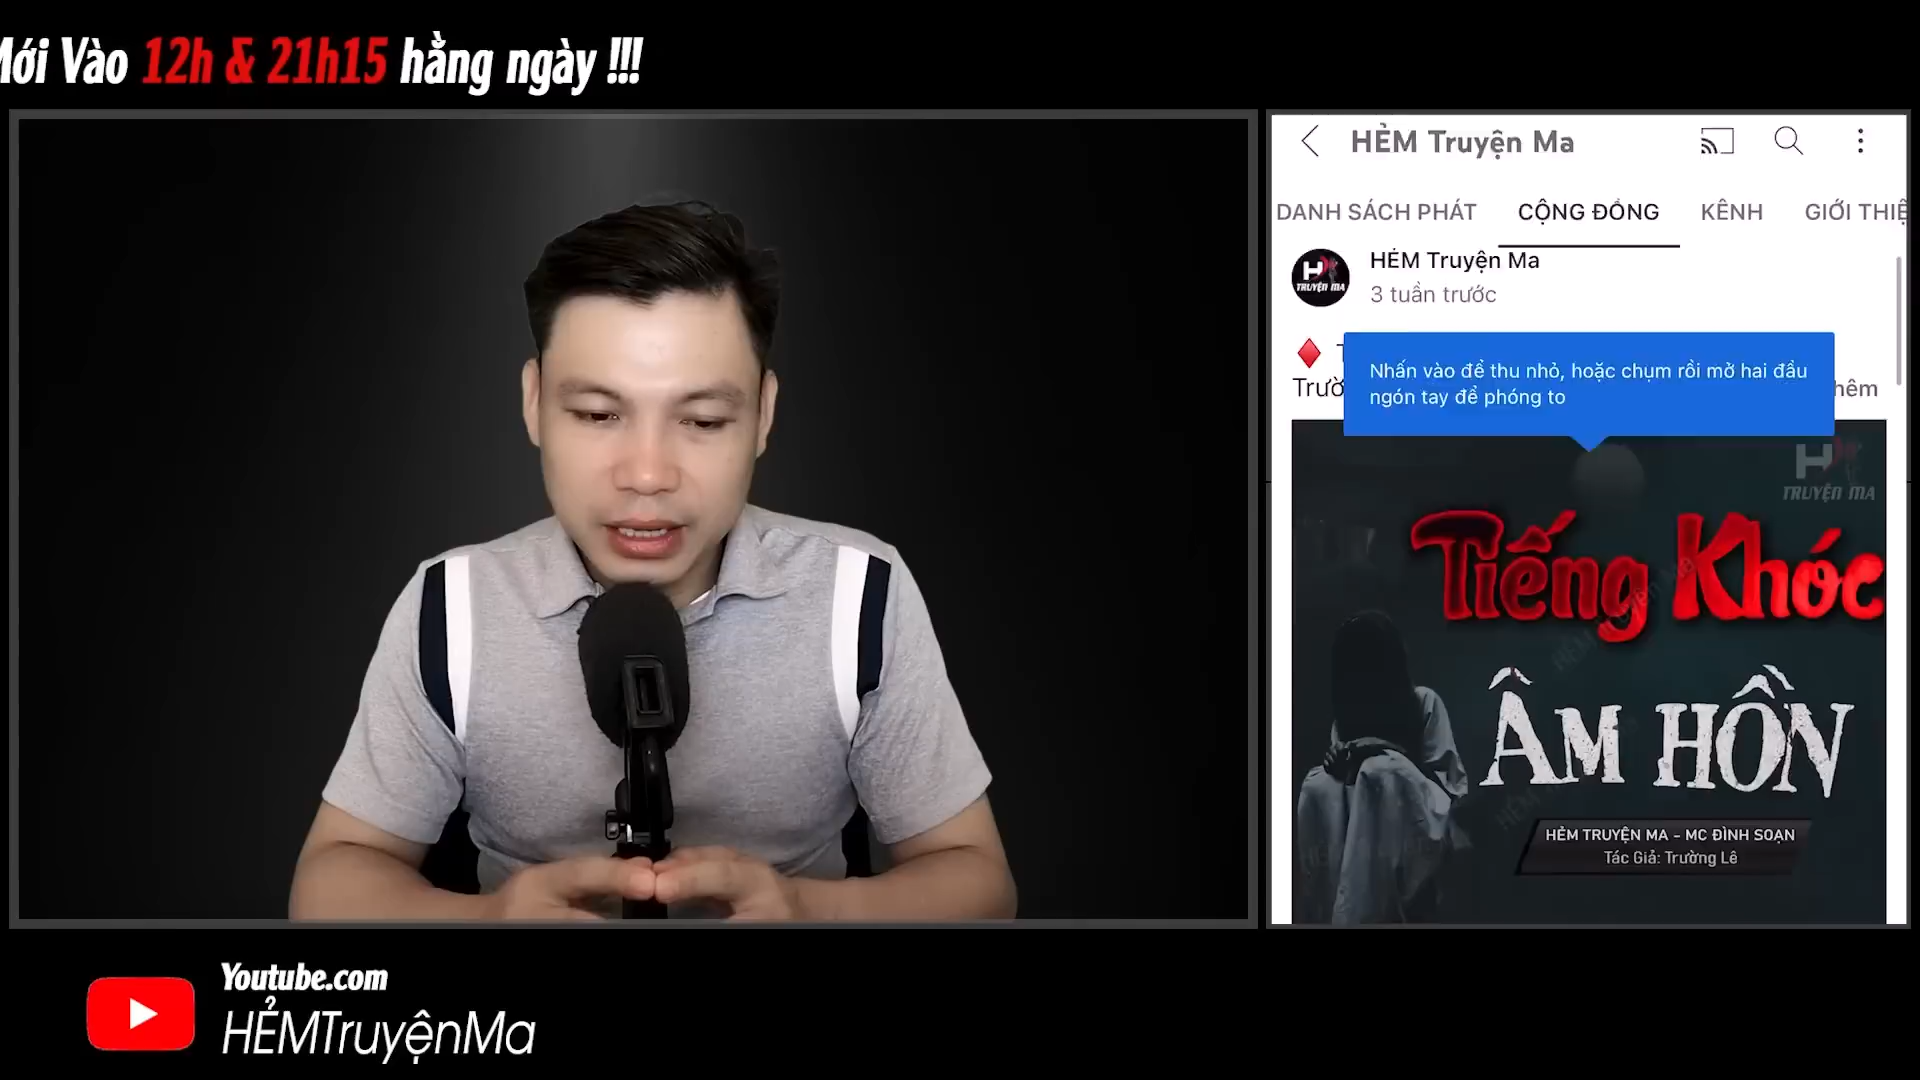 Mới Vào 12h & 21h15 hằng ngày !!!
HẺM Truyện Ma
DANH SÁCH PHÁT CỘNG ĐỒNG KÊNH GIỚI THIỆ
HẺM Truyện Ma
3 tuần trước
Nhấn vào để thu nhỏ, hoặc chụm rồi mở hai đầu
ngón tay để phóng to
Trườ
hêm
H
TRUYỆN MA
Tiếng Khóc
ÂM HỒN
HẺM TRUYỆN MA - MC ĐÌNH SOẠN
Tác Giả: Trường Lê
Youtube.com
HẺMTruyệnMa